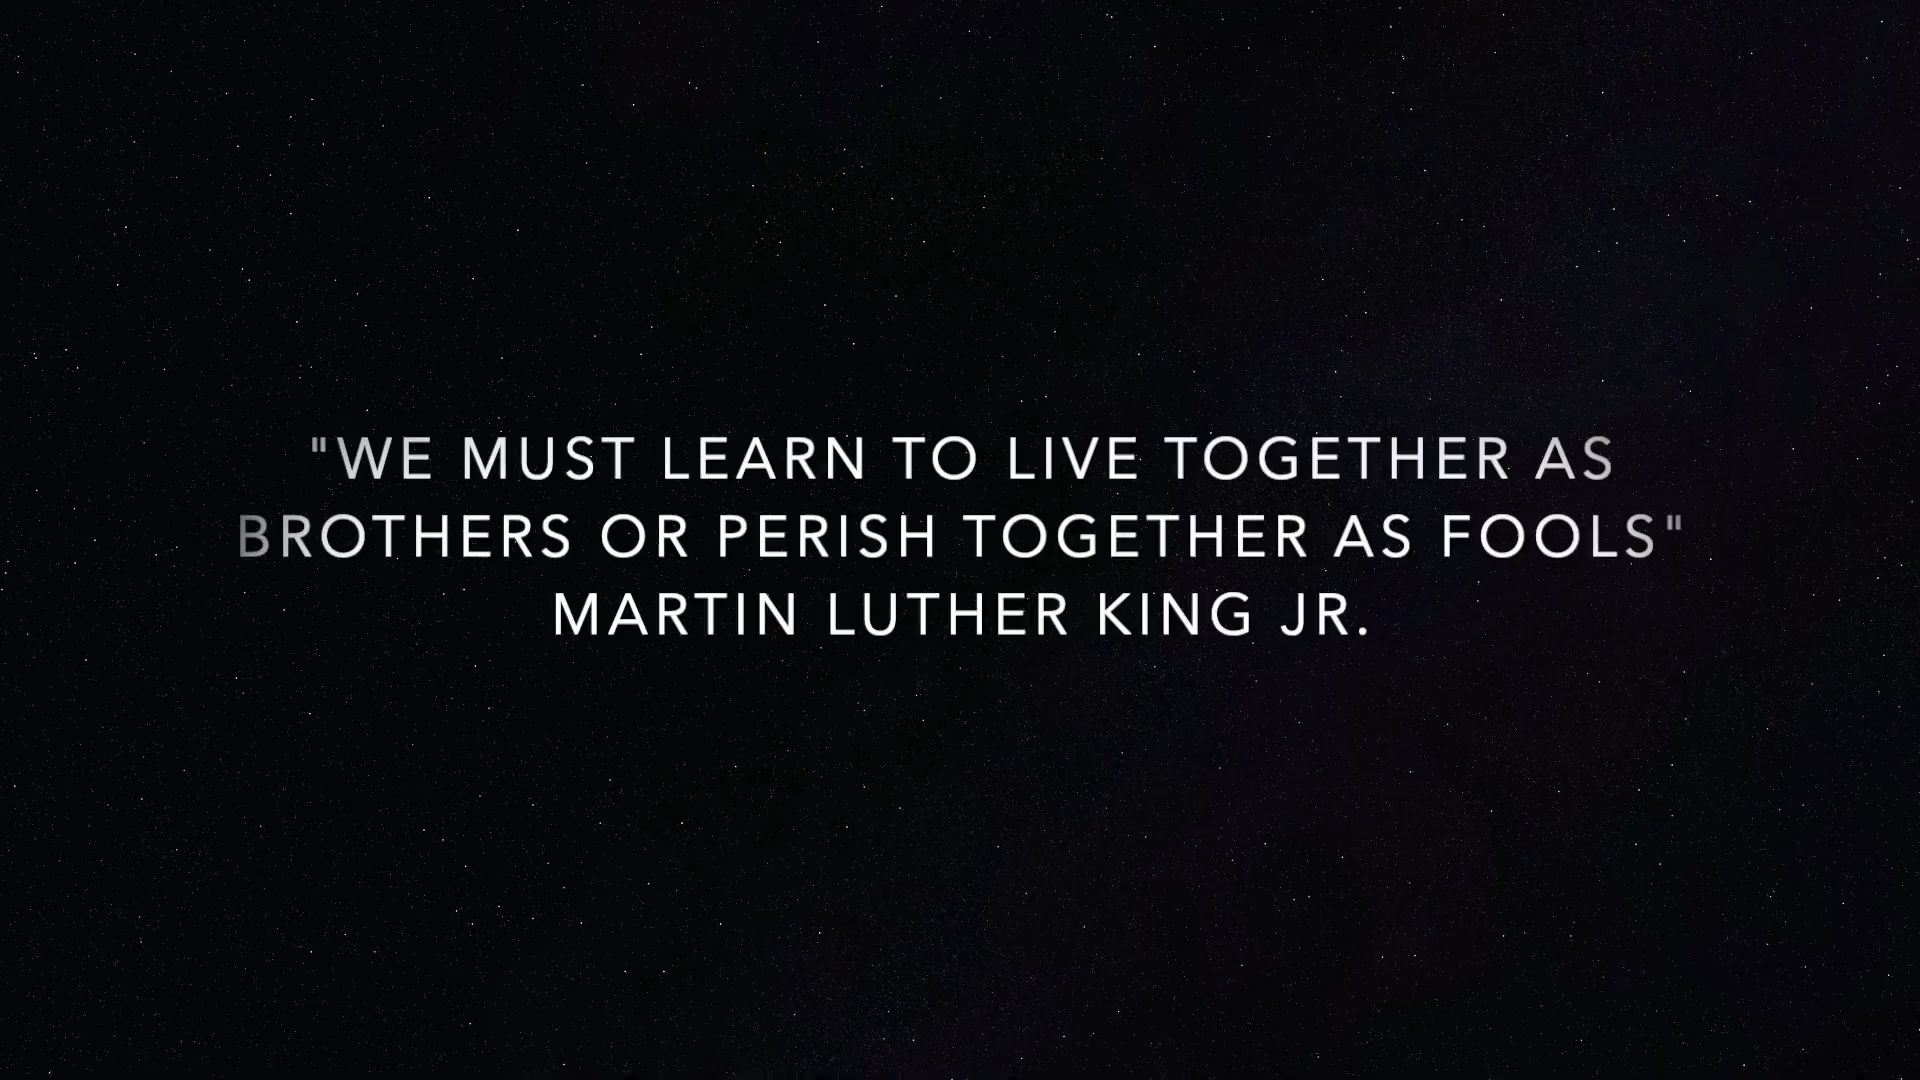 "WE MUST LEARN TO LIVE TOGETHER AS
BROTHERS OR PERISH TOGETHER AS FOOLS"
MARTIN LUTHER KING JR.